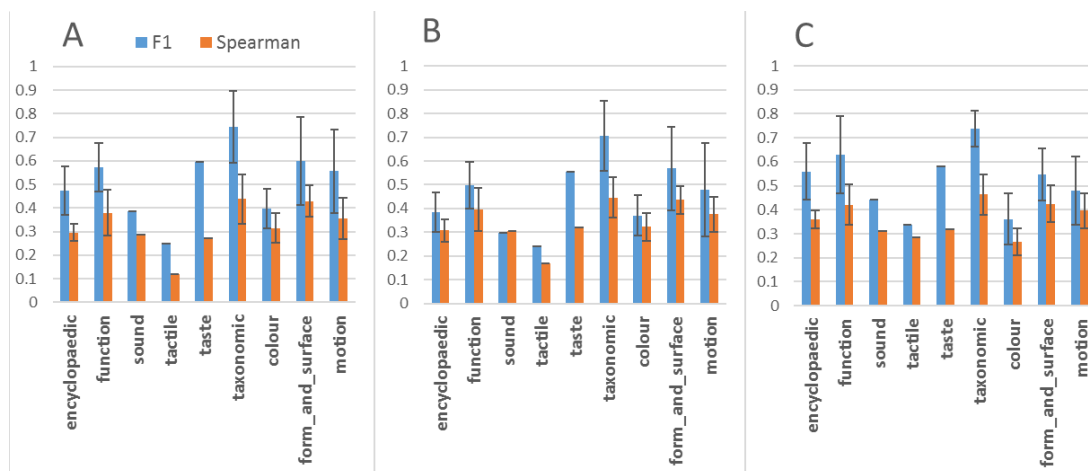 A
F1 Spearman
1
0.9
0.8
0.7
0.6
0.5
0.4
0.3
0.2
0.1
0
encyclopaedic
function
sound
tactile
taste
taxonomic
colour
form_and_surface
motion
B
1
0.9
0.8
0.7
0.6
0.5
0.4
0.3
0.2
0.1
0
encyclopaedic
function
sound
tactile
taste
taxonomic
colour
form_and_surface
motion
C
1
0.9
0.8
0.7
0.6
0.5
0.4
0.3
0.2
0.1
0
encyclopaedic
function
sound
tactile
taste
taxonomic
colour
form_and_surface
motion